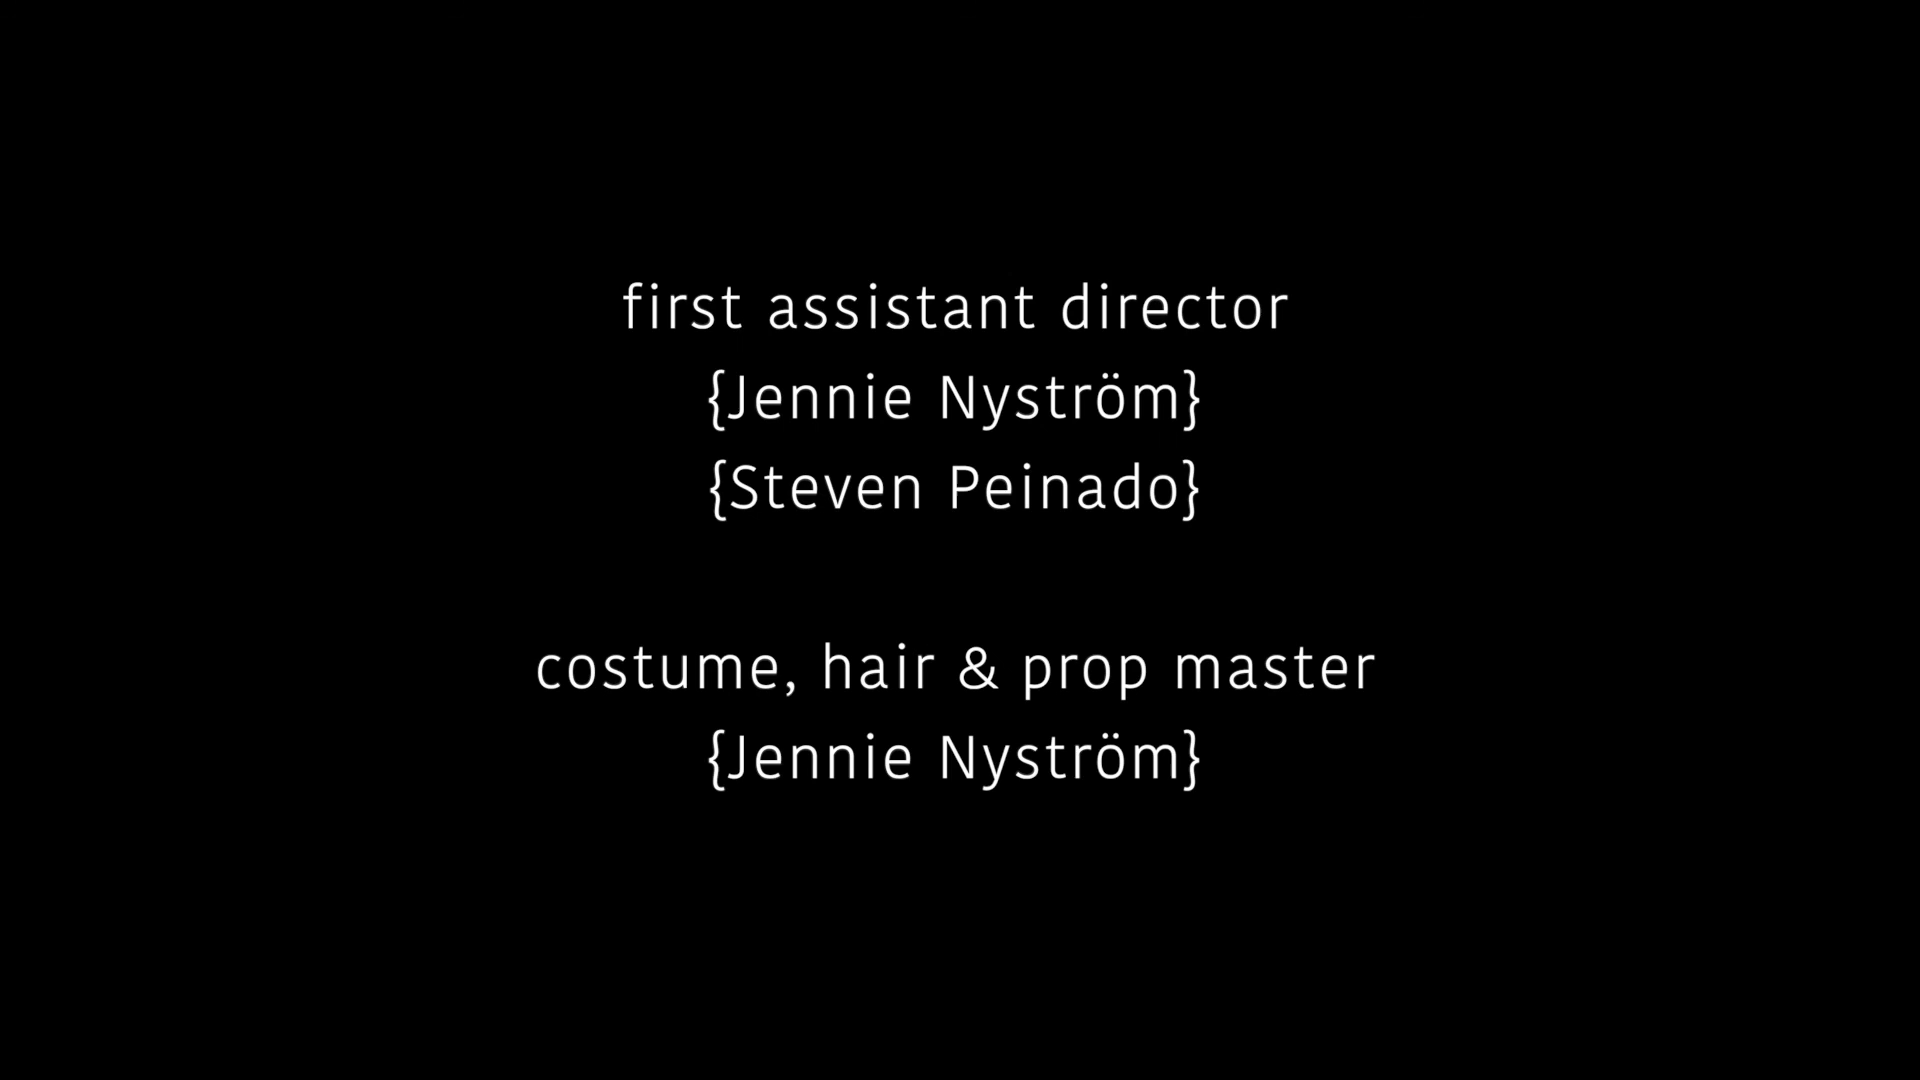 first assistant director
{Jennie Nyström}
{Steven Peinado}
costume, hair & prop master
{Jennie Nyström}